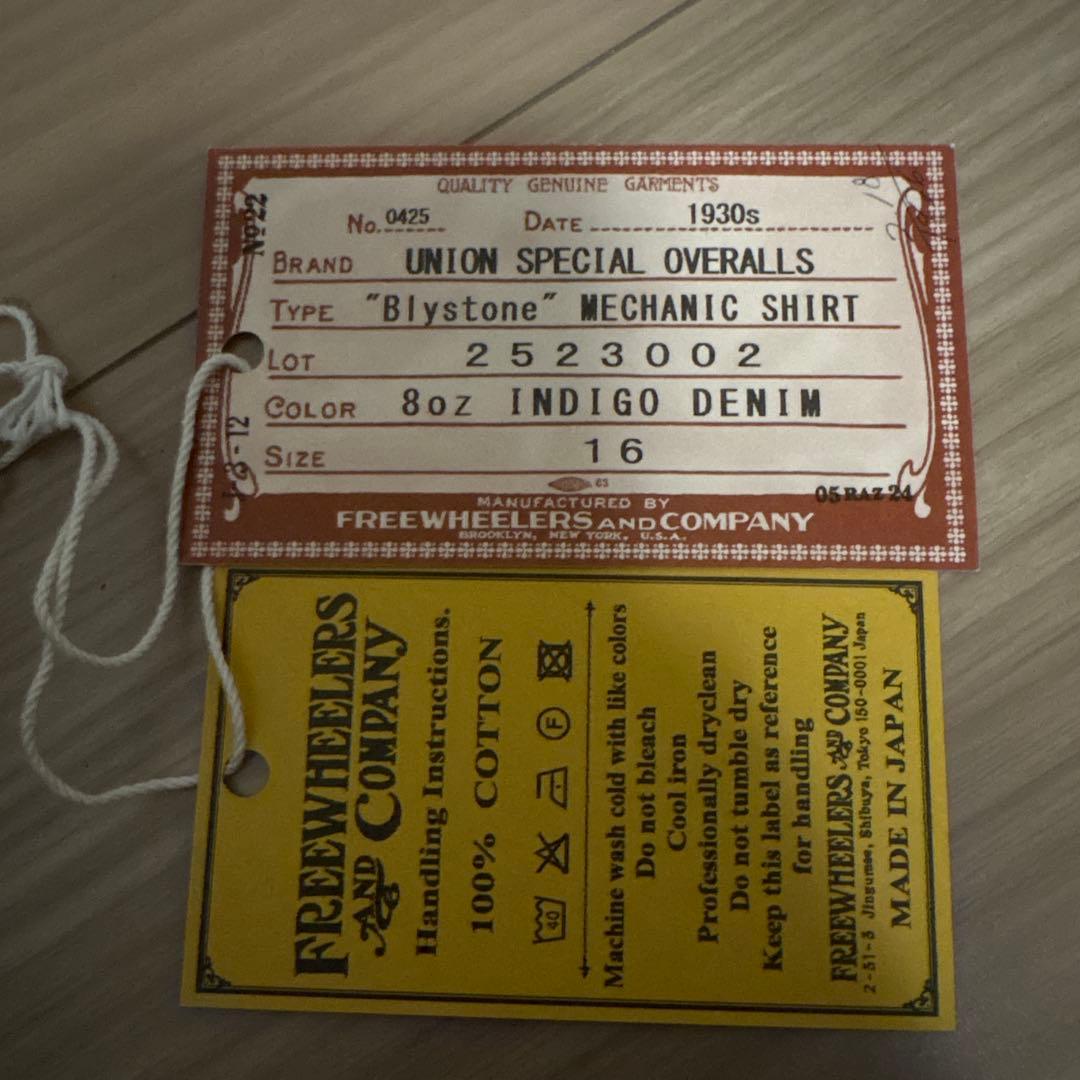 QUALITY GENUINE GARMENTS
No. 0425 DATE 1930s
BRAND UNION SPECIAL OVERALLS
TYPE "Blystone" MECHANIC SHIRT
LOT 2523002
COLOR 8oz INDIGO DENIM
SIZE 16
No 22
05 RAZ 24
63
MANUFACTURED BY
FREEWHEELERS AND COMPANY
BROOKLYN, NEW YORK, U.S.A.
FREEWHEELERS
AND COMPANY
Handling Instructions.
100% COTTON
40 F
Machine wash cold with like colors
Do not bleach
Cool iron
Professionally dryclean
Do not tumble dry
Keep this label as reference
for handling
FREEWHEELERS AND COMPANY
2-31-3 Jingumae, Shibuya, Tokyo 150-0001 Japan
MADE IN JAPAN